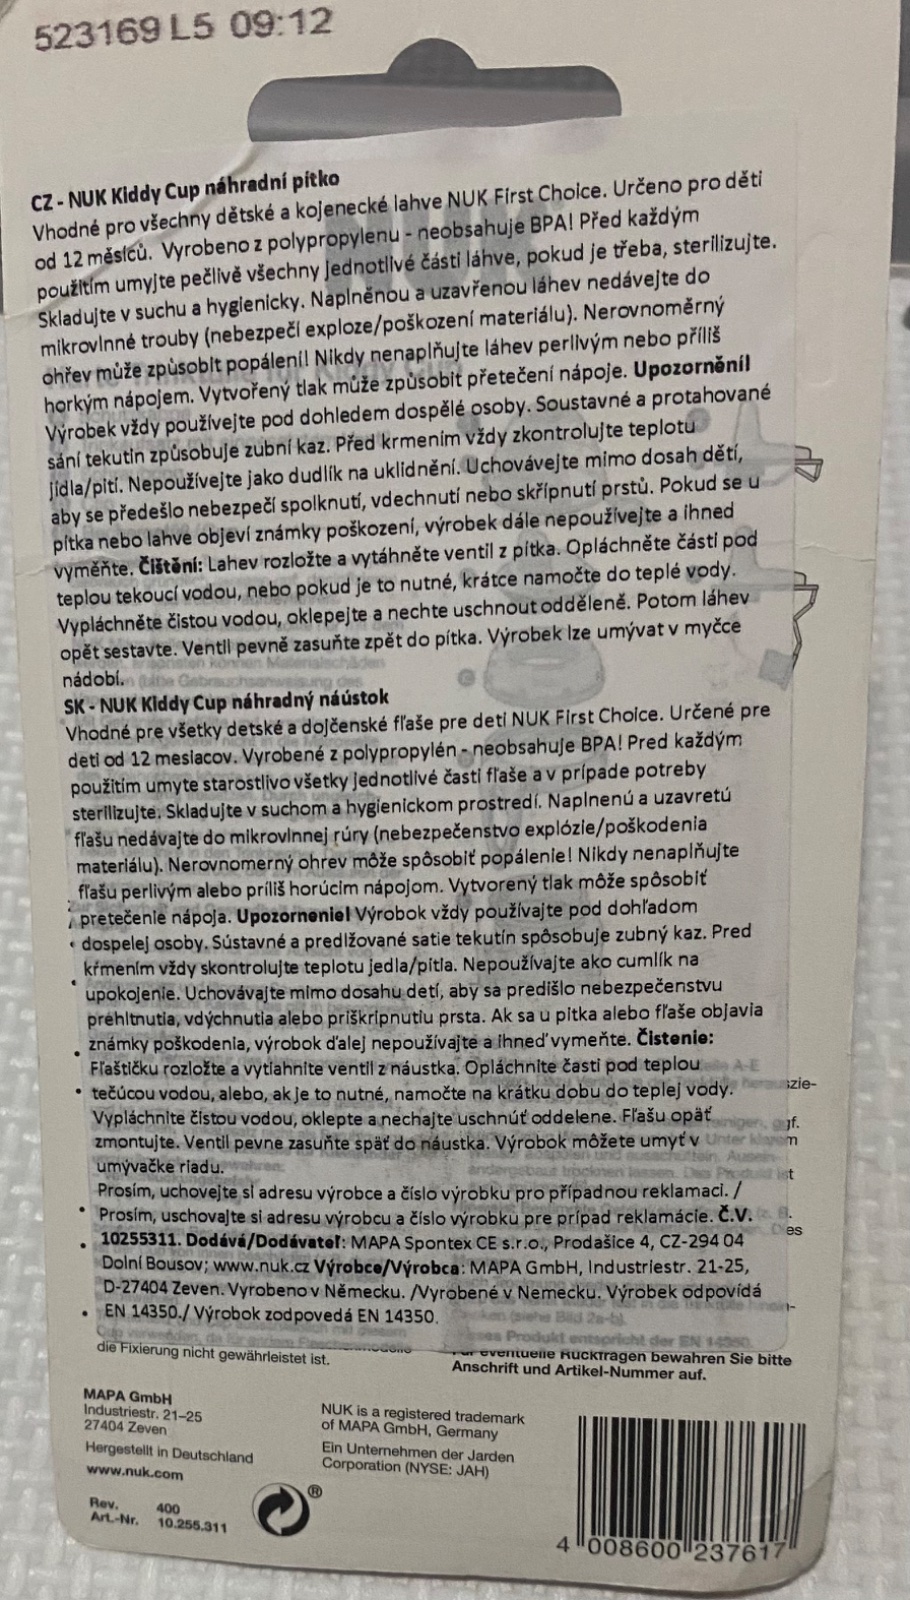 523169 L5 09:12
CZ - NUK Kiddy Cup náhradní pítko
Vhodné pro všechny dětské a kojenecké lahve NUK First Choice. Určeno pro děti
od 12 měsíců. Vyrobeno z polypropylenu - neobsahuje BPA! Před každým
použitím umyjte pečlivě všechny jednotlivé části láhve, pokud je třeba, sterilizujte.
Skladujte v suchu a hygienicky. Naplněnou a uzavřenou láhev nedávejte do
mikrovlnné trouby (nebezpečí exploze/poškození materiálu). Nerovnoměrný
ohřev může způsobit popálení! Nikdy nenaplňujte láhev perlivým nebo příliš
horkým nápojem. Vytvořený tlak může způsobit přetečení nápoje. Upozornění!
Výrobek vždy používejte pod dohledem dospělé osoby. Soustavné a protahované
sání tekutin způsobuje zubní kaz. Před krmením vždy zkontrolujte teplotu
jídla/pití. Nepoužívejte jako dudlík na uklidnění. Uchovávejte mimo dosah dětí,
aby se předešlo nebezpečí spolknutí, vdechnutí nebo skřípnutí prstů. Pokud se u
pítka nebo lahve objeví známky poškození, výrobek dále nepoužívejte a ihned
vyměňte. Čištění: Lahev rozložte a vytáhněte ventil z pítka. Opláchněte části pod
teplou tekoucí vodou, nebo pokud je to nutné, krátce namočte do teplé vody.
Vypláchněte čistou vodou, oklepejte a nechte uschnout odděleně. Potom láhev
opět sestavte. Ventil pevně zasuňte zpět do pítka. Výrobek lze umývat v myčce
nádobí.
SK - NUK Kiddy Cup náhradný náústok
Vhodné pre všetky detské a dojčenské fľaše pre deti NUK First Choice. Určené pre
deti od 12 mesiacov. Vyrobené z polypropylén - neobsahuje BPA! Pred každým
použitím umyte starostlivo všetky jednotlivé časti fľaše a v prípade potreby
sterilizujte. Skladujte v suchom a hygienickom prostredí. Naplnenú a uzavretú
fľašu nedávajte do mikrovlnnej rúry (nebezpečenstvo explózie/poškodenia
materiálu). Nerovnomerný ohrev môže spôsobiť popálenie! Nikdy nenaplňujte
fľašu perlivým alebo príliš horúcim nápojom. Vytvorený tlak môže spôsobiť
pretečenie nápoja. Upozornenie! Výrobok vždy používajte pod dohľadom
dospelej osoby. Sústavné a predlžované satie tekutín spôsobuje zubný kaz. Pred
kŕmením vždy skontrolujte teplotu jedla/pitia. Nepoužívajte ako cumlík na
upokojenie. Uchovávajte mimo dosahu detí, aby sa predišlo nebezpečenstvu
prehltnutia, vdýchnutia alebo priškripnutiu prsta. Ak sa u pitka alebo fľaše objavia
známky poškodenia, výrobok ďalej nepoužívajte a ihneď vymeňte. Čistenie:
Fľaštičku rozložte a vytiahnite ventil z náustka. Opláchnite časti pod teplou
tečúcou vodou, alebo, ak je to nutné, namočte na krátku dobu do teplej vody.
Vypláchnite čistou vodou, oklepte a nechajte uschnúť oddelene. Fľašu opäť
zmontujte. Ventil pevne zasuňte späť do náustka. Výrobok môžete umyť v
umývačke riadu.
Prosím, uchovejte si adresu výrobce a číslo výrobku pro případnou reklamaci. /
Prosím, uschovajte si adresu výrobcu a číslo výrobku pre prípad reklamácie. Č.V.
10255311. Dodává/Dodávateľ: MAPA Spontex CE s.r.o., Prodašice 4, CZ-294 04
Dolní Bousov; www.nuk.cz Výrobce/Výrobca: MAPA GmbH, Industriestr. 21-25,
D-27404 Zeven. Vyrobeno v Německu. /Vyrobené v Nemecku. Výrobek odpovídá
EN 14350./ Výrobok zodpovedá EN 14350.
die Fixierung nicht gewährleistet ist.
Für eventuelle Rückfragen bewahren Sie bitte
Anschrift und Artikel-Nummer auf.
MAPA GmbH
Industriestr. 21-25
27404 Zeven
Hergestellt in Deutschland
www.nuk.com
Rev. 400
Art.-Nr. 10.255.311
NUK is a registered trademark
of MAPA GmbH, Germany
Ein Unternehmen der Jarden
Corporation (NYSE: JAH)
®
4 008600 237617